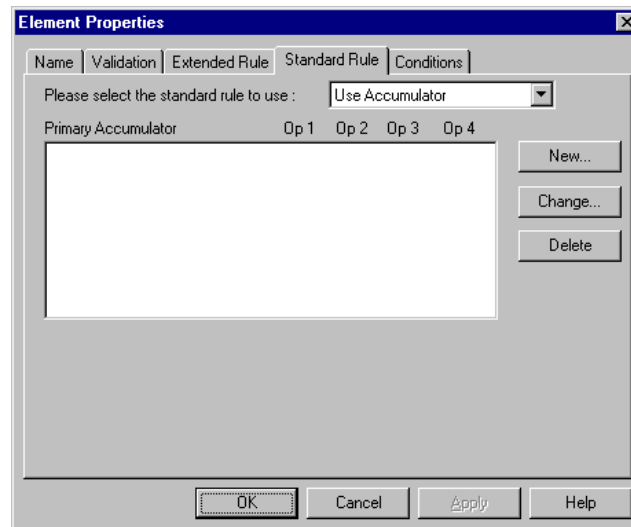 Element Properties
Name Validation Extended Rule Standard Rule Conditions
Please select the standard rule to use : Use Accumulator
Primary Accumulator Op 1 Op 2 Op 3 Op 4
New...
Change...
Delete
OK Cancel Apply Help